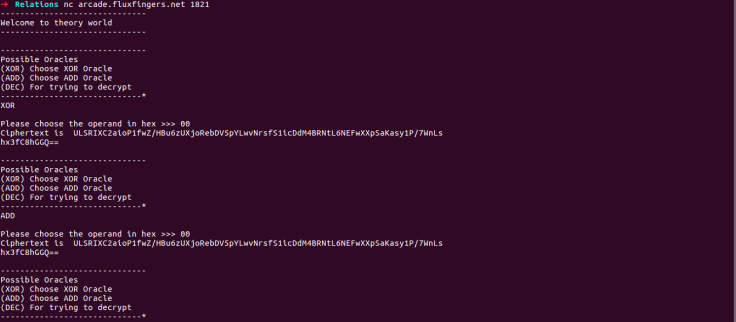 ➜ Relations nc arcade.fluxfingers.net 1821
------------------------------
Welcome to theory world
------------------------------

------------------------------
Possible Oracles
(XOR) Choose XOR Oracle
(ADD) Choose ADD Oracle
(DEC) For trying to decrypt
------------------------------*
XOR

Please choose the operand in hex >>> 00
Ciphertext is  ULSRIXC2aioP1fwZ/HBu6zUXjoRebDV5pYLwvNrsfS1icDdM4BRNtL6NEFwXXpSaKasy1P/7WnLs
hx3fC8hGGQ==

------------------------------
Possible Oracles
(XOR) Choose XOR Oracle
(ADD) Choose ADD Oracle
(DEC) For trying to decrypt
------------------------------*
ADD

Please choose the operand in hex >>> 00
Ciphertext is  ULSRIXC2aioP1fwZ/HBu6zUXjoRebDV5pYLwvNrsfS1icDdM4BRNtL6NEFwXXpSaKasy1P/7WnLs
hx3fC8hGGQ==

------------------------------
Possible Oracles
(XOR) Choose XOR Oracle
(ADD) Choose ADD Oracle
(DEC) For trying to decrypt
------------------------------*